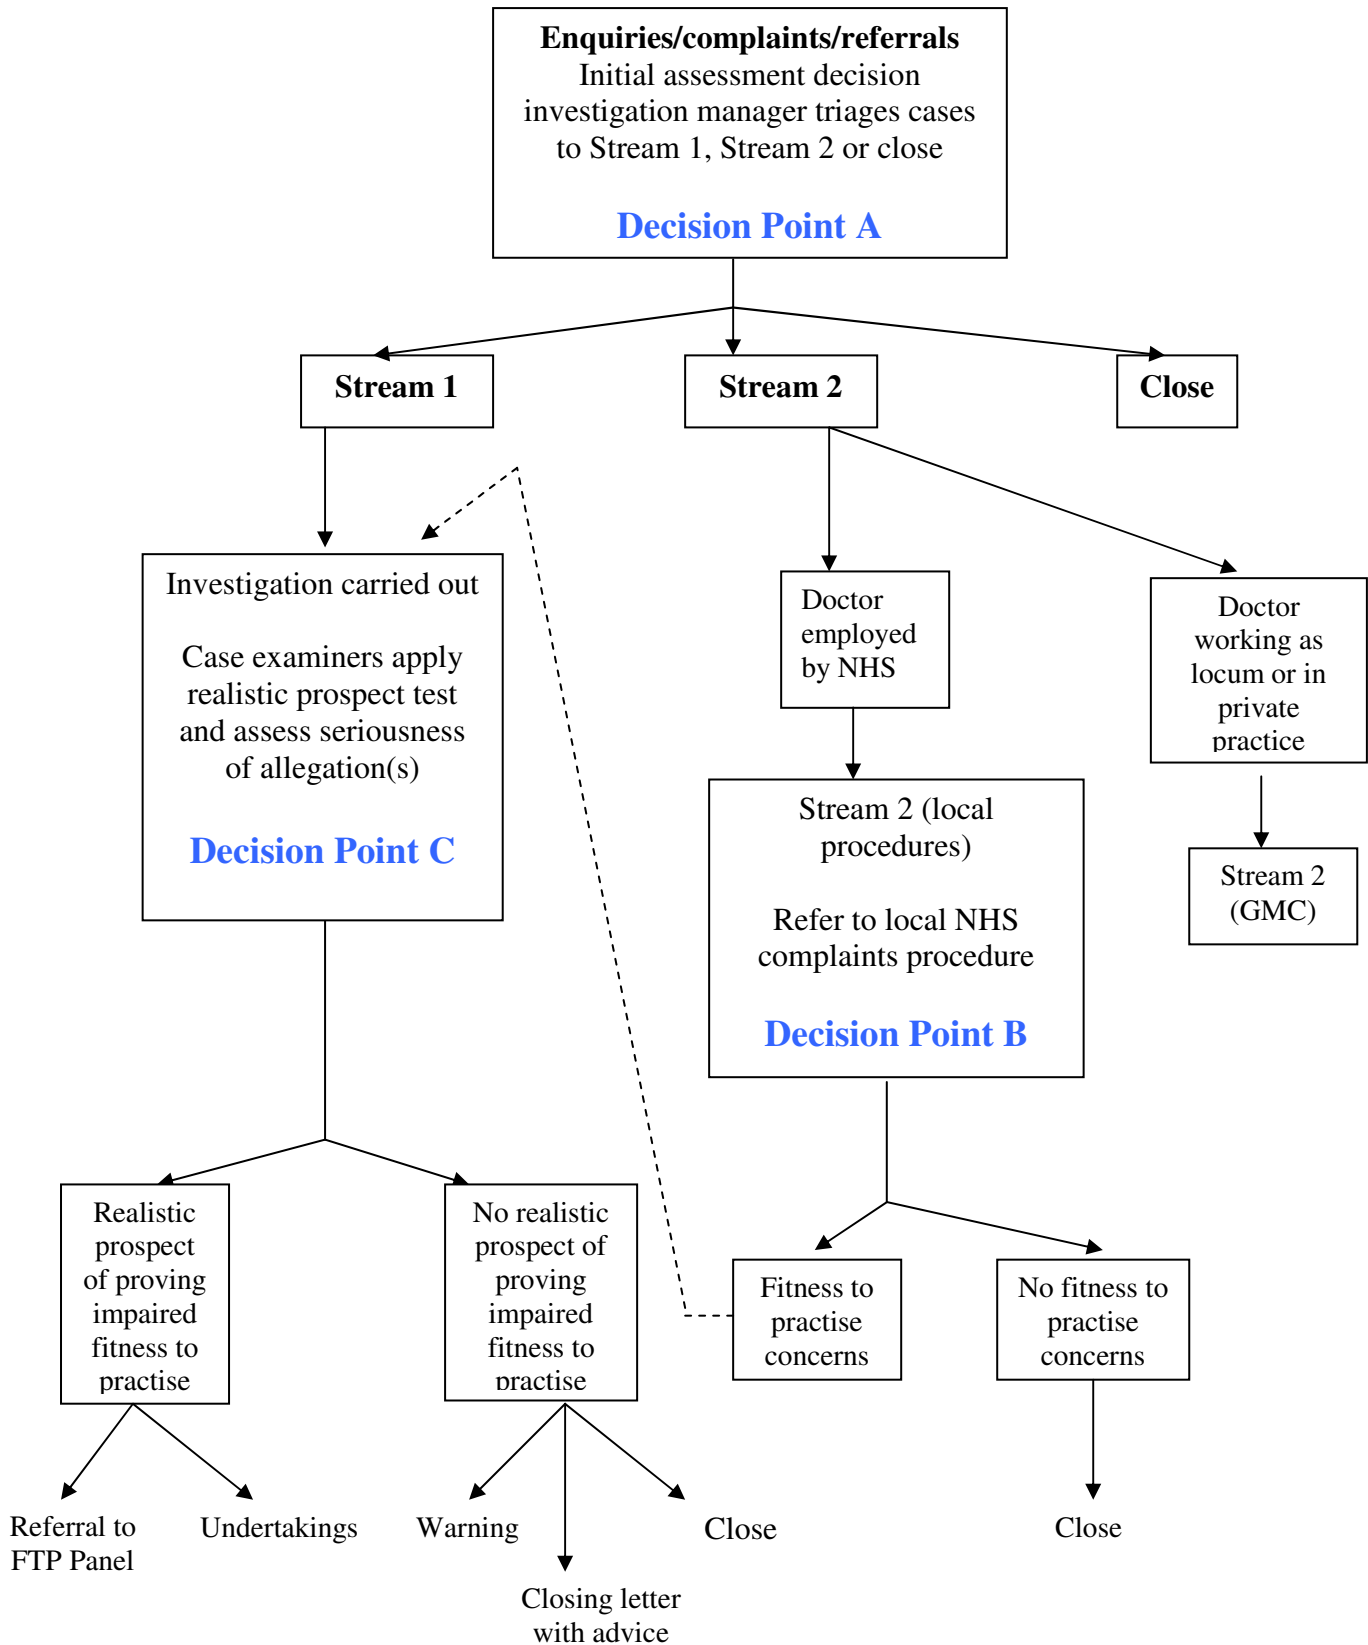 Enquiries/complaints/referrals
Initial assessment decision
investigation manager triages cases
to Stream 1, Stream 2 or close
Decision Point A
Stream 1
Stream 2
Close
Investigation carried out
Case examiners apply
realistic prospect test
and assess seriousness
of allegation(s)
Decision Point C
Doctor
employed
by NHS
Doctor
working as
locum or in
private
practice
Stream 2 (local
procedures)
Refer to local NHS
complaints procedure
Decision Point B
Stream 2
(GMC)
Realistic
prospect
of proving
impaired
fitness to
practise
No realistic
prospect of
proving
impaired
fitness to
practise
Fitness to
practise
concerns
No fitness to
practise
concerns
Referral to
FTP Panel
Undertakings
Warning
Closing letter
with advice
Close
Close